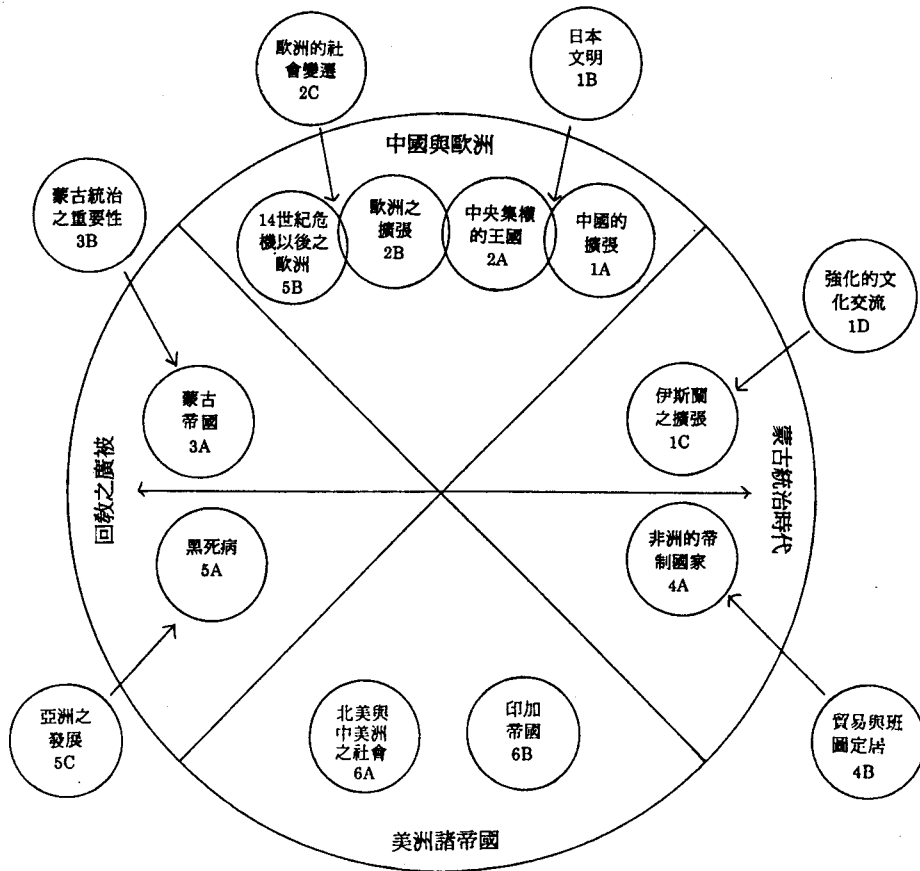 歐洲的社
會變遷
2C
日本
文明
1B
中國與歐洲
蒙古統治
之重要性
3B
14世紀危
機以後之
歐洲
5B
歐洲之
擴張
2B
中央集權
的王國
2A
中國的
擴張
1A
強化的文
化交流
1D
蒙古
帝國
3A
伊斯蘭
之擴張
1C
回教之廣被
蒙古統治時代
黑死病
5A
非洲的帝
制國家
4A
亞洲之
發展
5C
北美與
中美洲
之社會
6A
印加
帝國
6B
貿易與班
圖定居
4B
美洲諸帝國